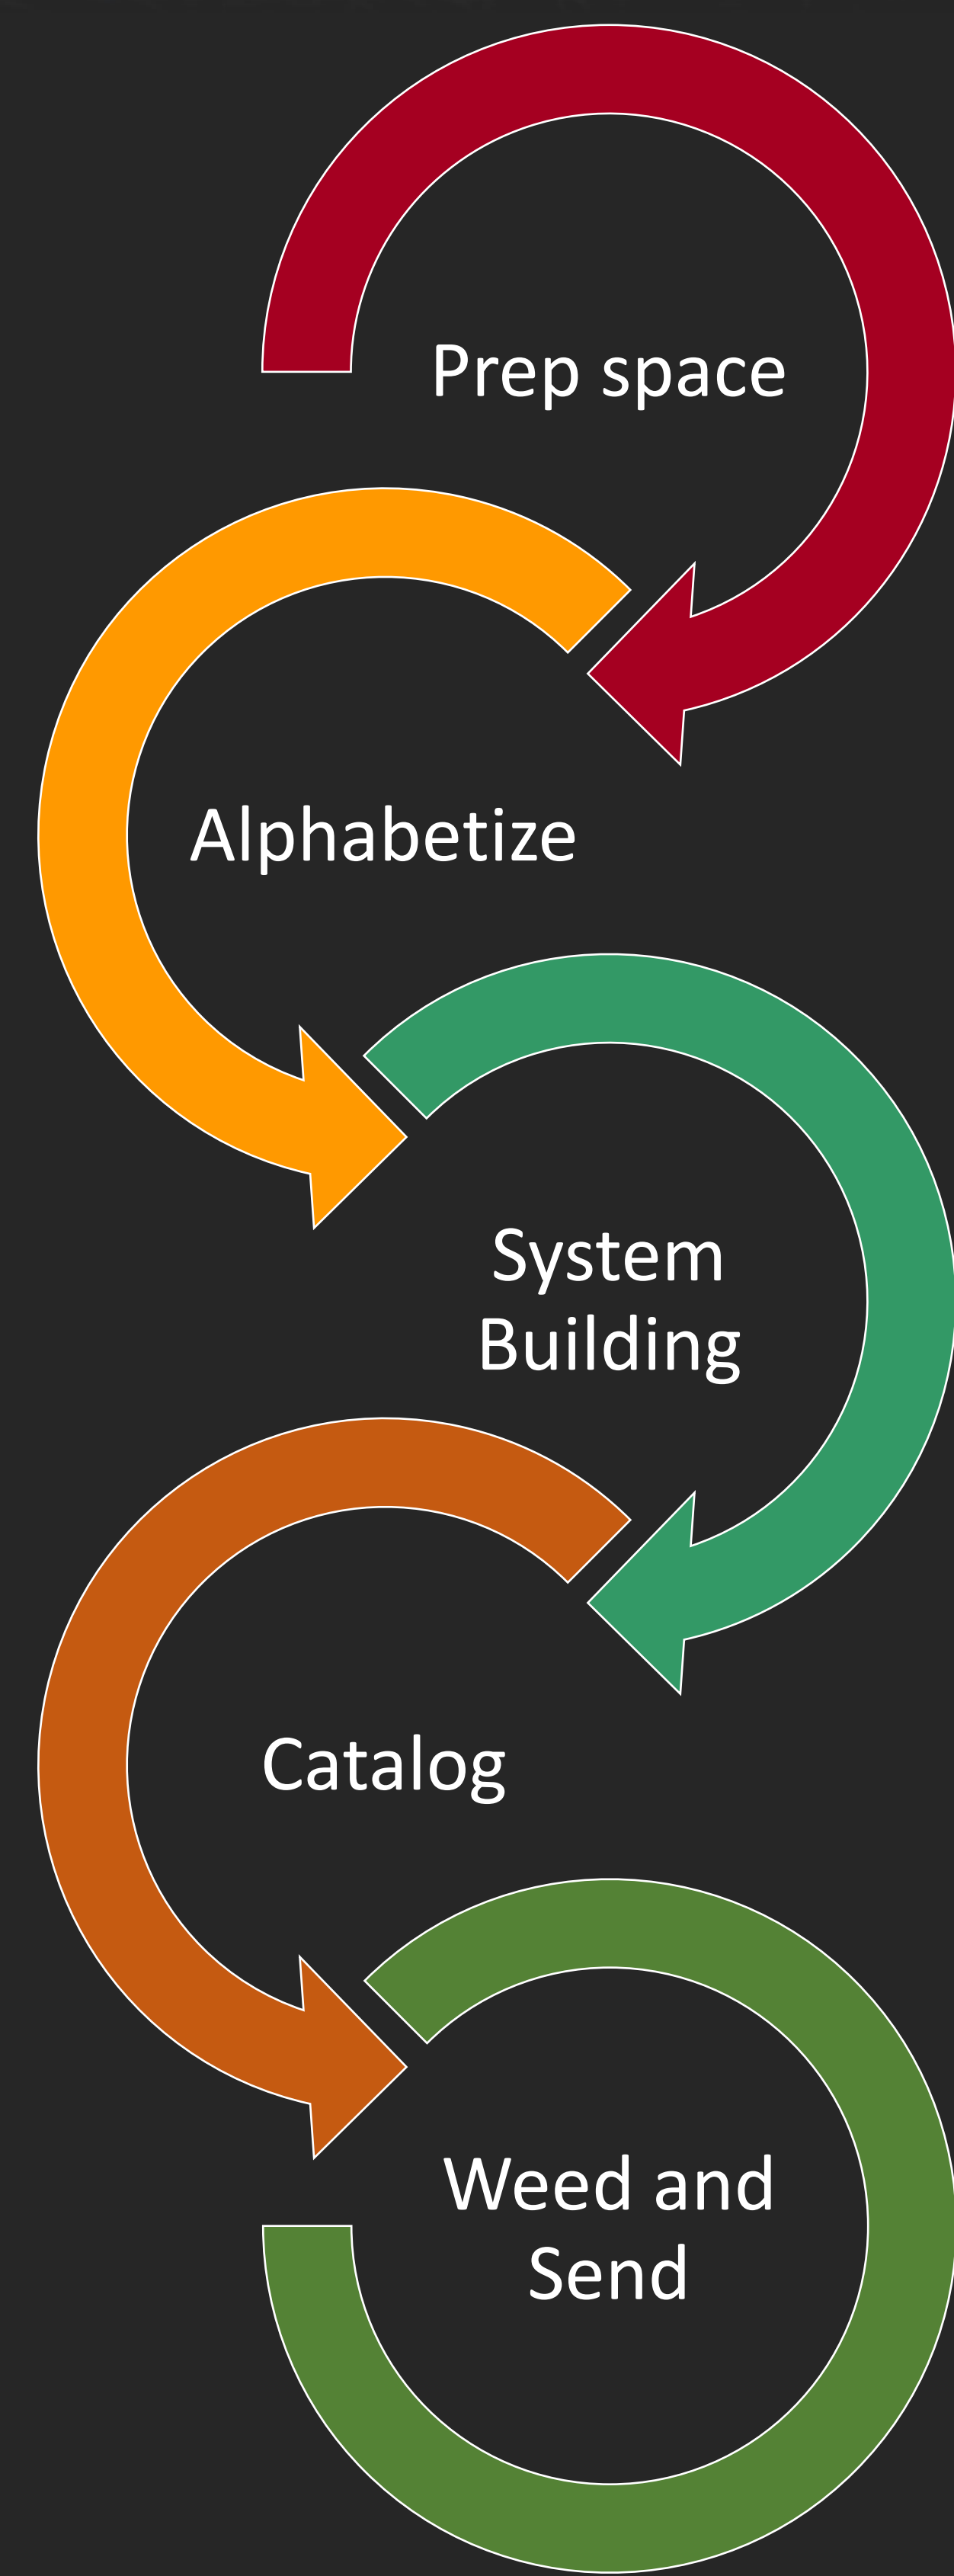 Prep space
Alphabetize
System
Building
Catalog
Weed and
Send